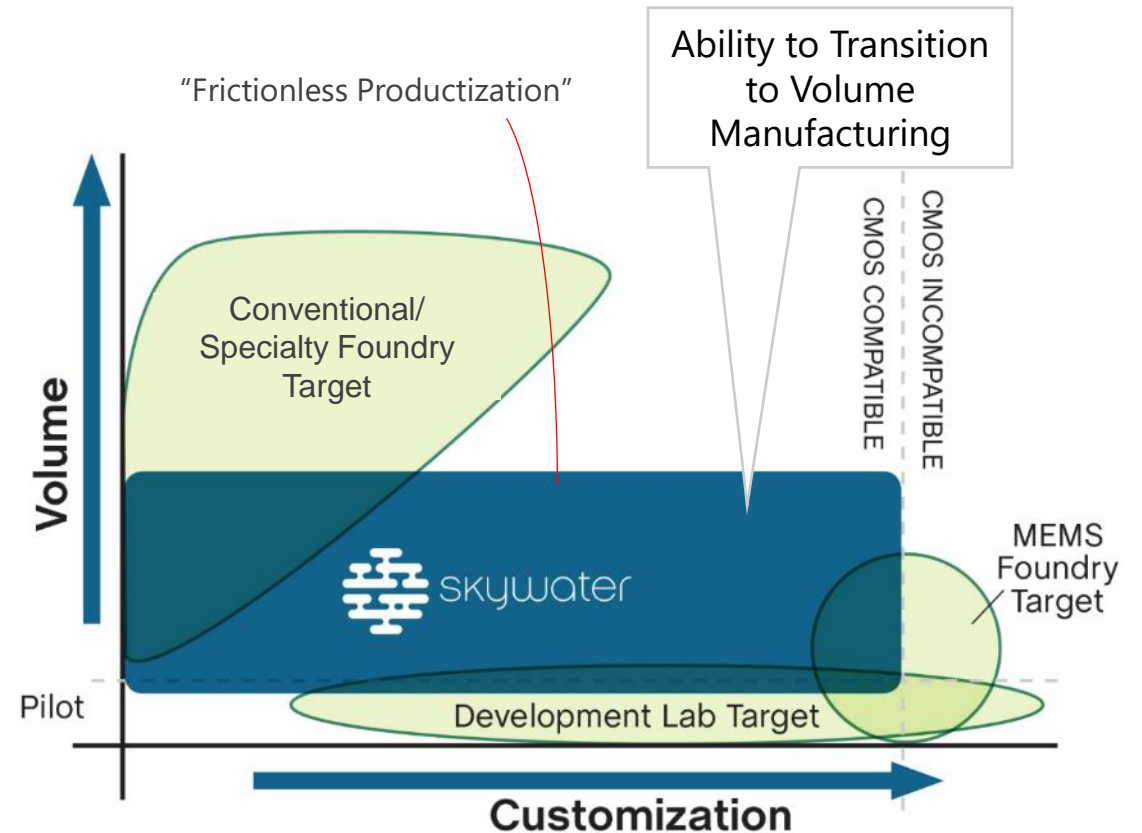 “Frictionless Productization”
Ability to Transition
to Volume
Manufacturing
Volume
Conventional/
Specialty Foundry
Target
CMOS COMPATIBLE
CMOS INCOMPATIBLE
skywater
MEMS
Foundry
Target
Pilot
Development Lab Target
Customization